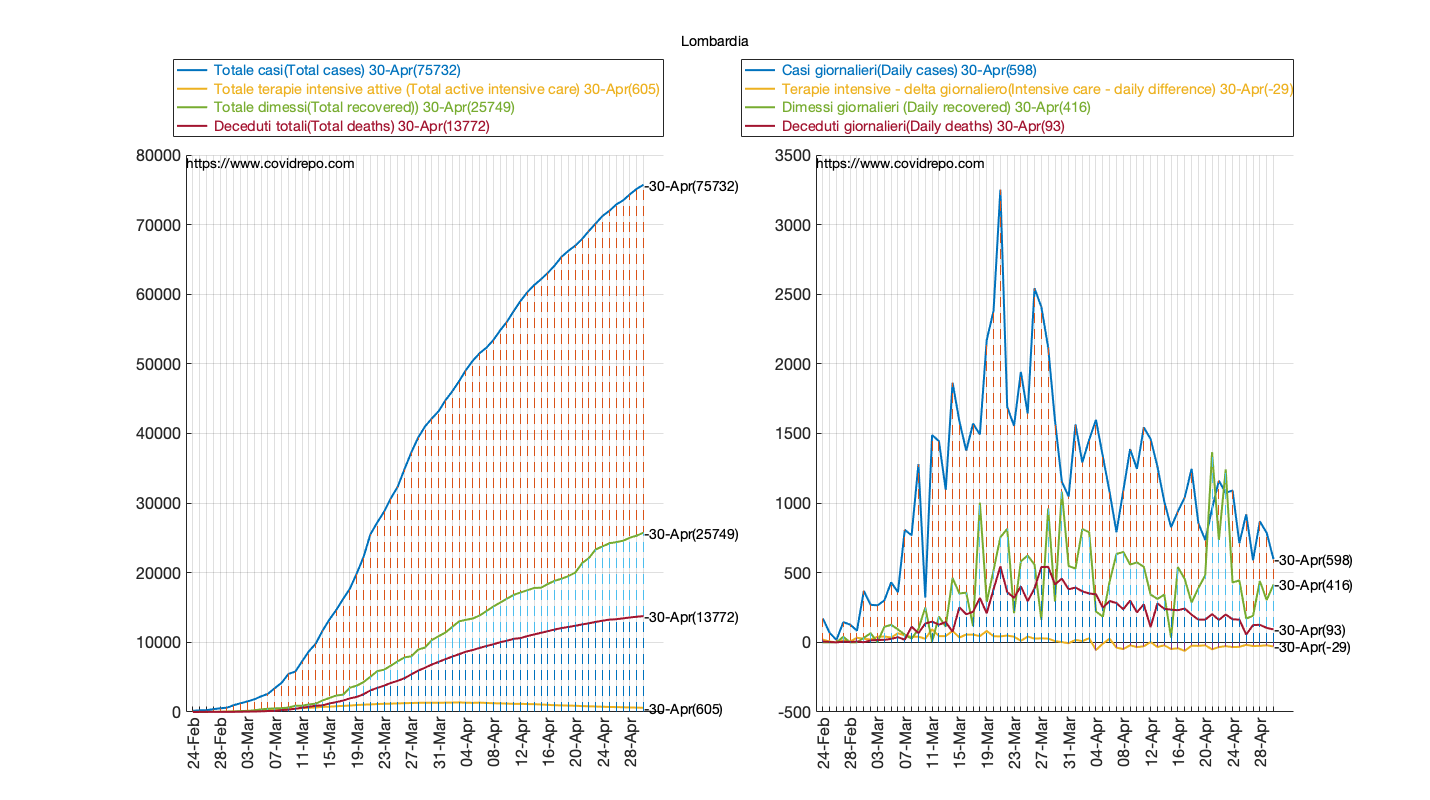 Lombardia
Totale casi(Total cases) 30-Apr(75732)
Totale terapie intensive attive (Total active intensive care) 30-Apr(605)
Totale dimessi(Total recovered)) 30-Apr(25749)
Deceduti totali(Total deaths) 30-Apr(13772)
80000
https://www.covidrepo.com
-30-Apr(75732)
70000
60000
50000
40000
30000
-30-Apr(25749)
20000
-30-Apr(13772)
10000
0
-30-Apr(605)
24-Feb
28-Feb
03-Mar
07-Mar
11-Mar
15-Mar
19-Mar
23-Mar
27-Mar
31-Mar
04-Apr
08-Apr
12-Apr
16-Apr
20-Apr
24-Apr
28-Apr
Casi giornalieri(Daily cases) 30-Apr(598)
Terapie intensive - delta giornaliero(Intensive care - daily difference) 30-Apr(-29)
Dimessi giornalieri (Daily recovered) 30-Apr(416)
Deceduti giornalieri(Daily deaths) 30-Apr(93)
3500
https://www.covidrepo.com
3000
2500
2000
1500
1000
-30-Apr(598)
500
-30-Apr(416)
-30-Apr(93)
0
-30-Apr(-29)
-500
24-Feb
28-Feb
03-Mar
07-Mar
11-Mar
15-Mar
19-Mar
23-Mar
27-Mar
31-Mar
04-Apr
08-Apr
12-Apr
16-Apr
20-Apr
24-Apr
28-Apr